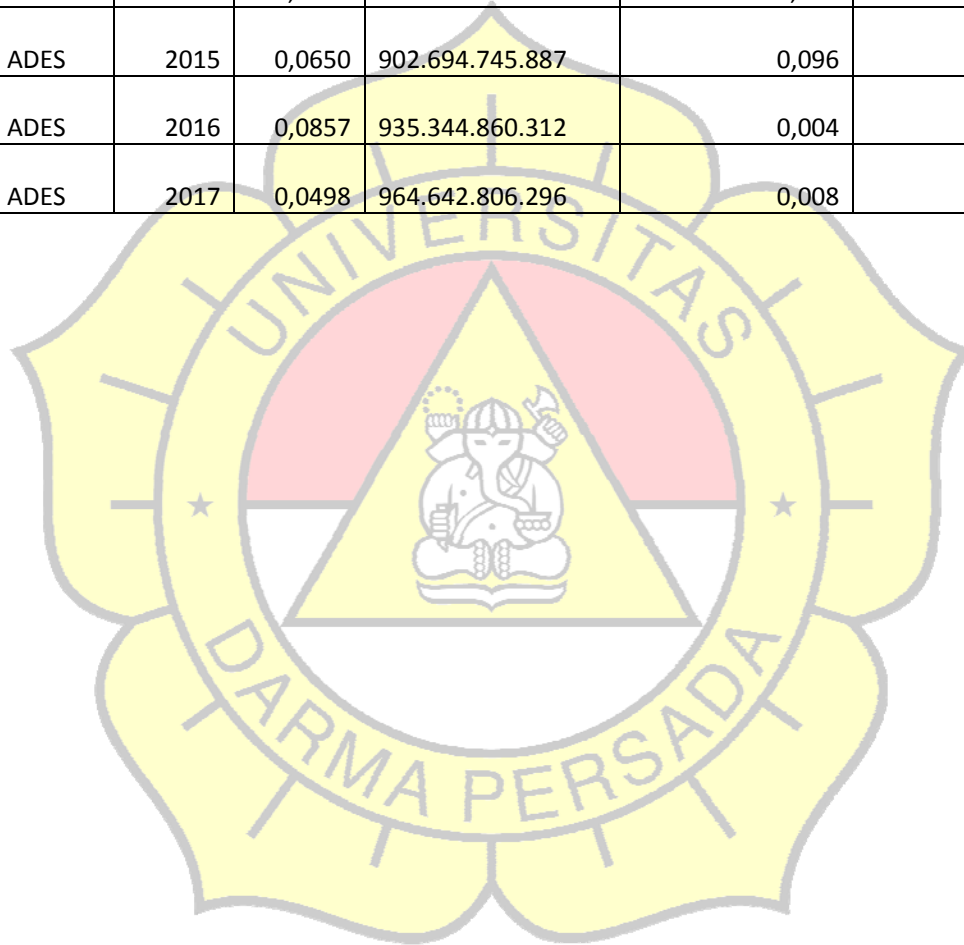 ADES 2015 0,0650 902.694.745.887 0,096
ADES 2016 0,0857 935.344.860.312 0,004
ADES 2017 0,0498 964.642.806.296 0,008
UNIVERSITAS
DARMA PERSADA